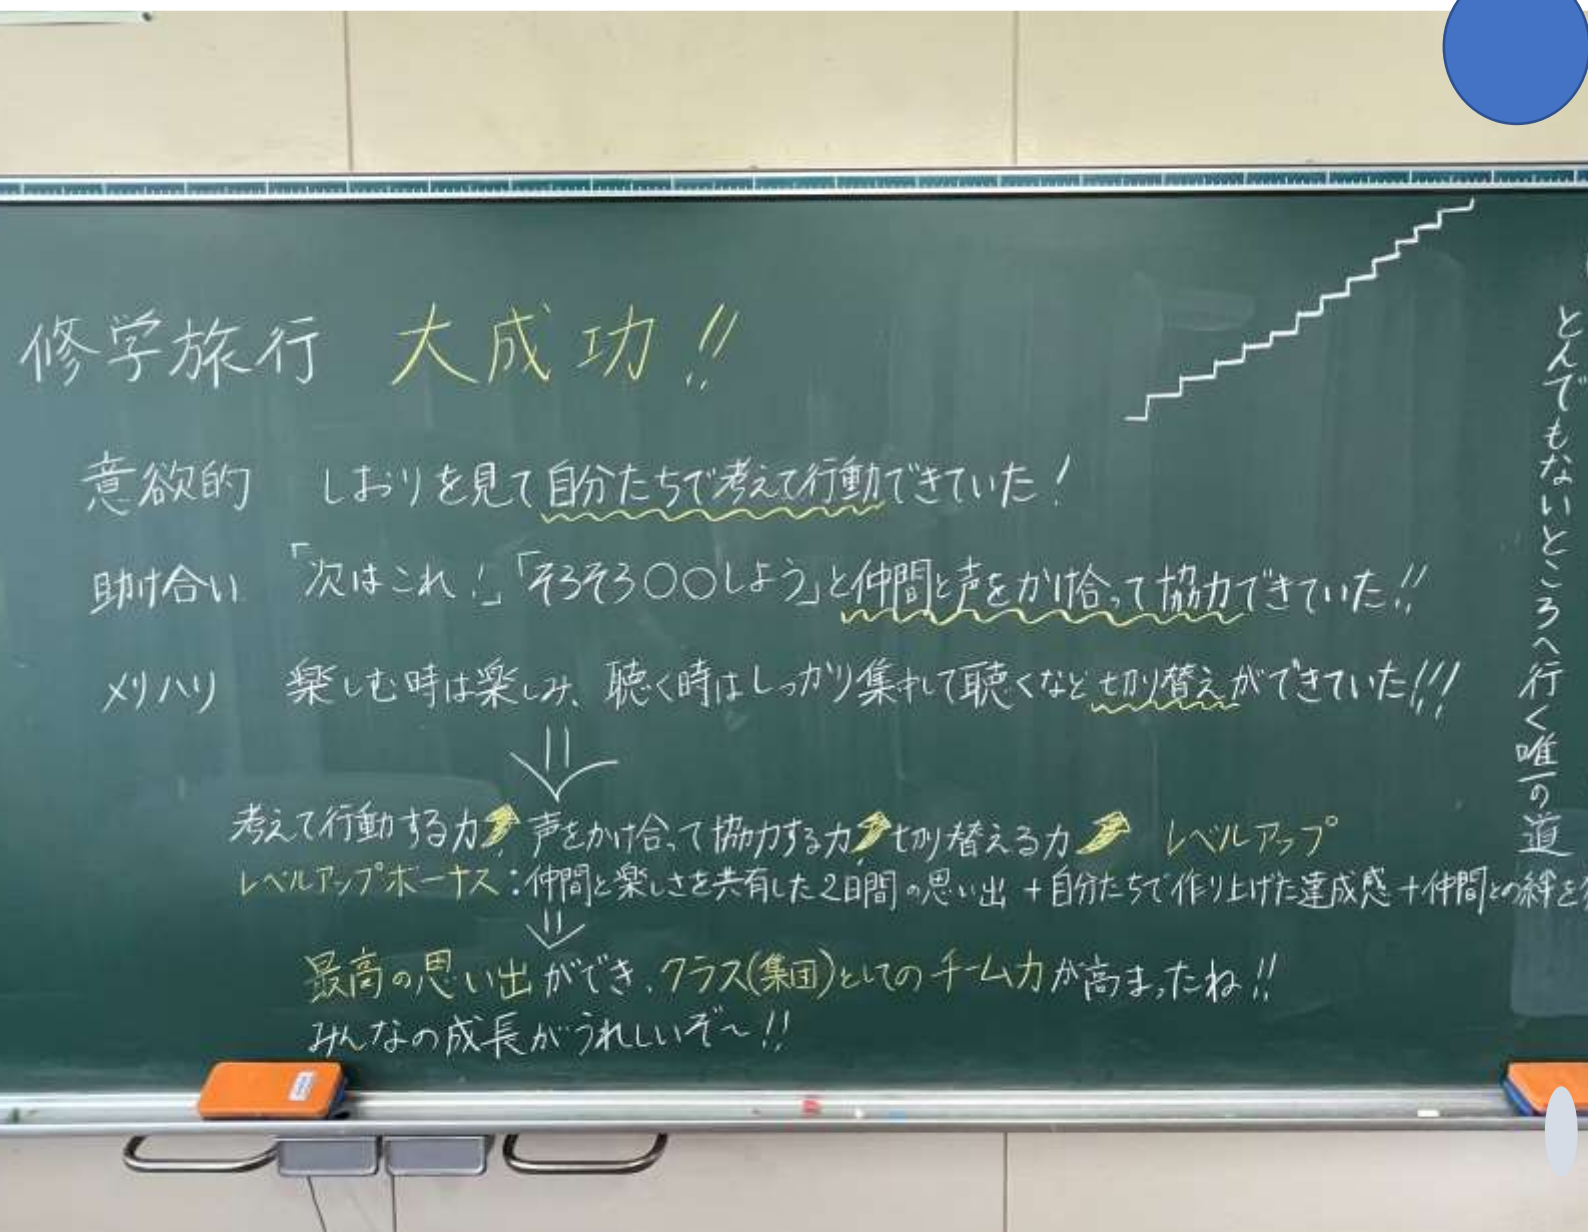 修学旅行 大成功!!
意欲的 しおりを見て自分たちで考えて行動できていた!
助け合い 「次はこれ!」「そろそろ〇〇しよう」と仲間と声をかけ合って協力できていた!!
メリハリ 楽しむ時は楽しみ、聴く時はしっかり集中して聴くなど切り替えができていた!!!
考えて行動する力、声をかけ合って協力する力、切り替える力 レベルアップ
レベルアップボーナス:仲間と楽しさを共有した2日間の思い出+自分たちで作り上げた達成感+仲間との絆を
最高の思い出ができ、クラス(集団)としてのチーム力が高まったね!!
みんなの成長がうれしいぞ〜!!
とんでもないところへ行く唯一の道